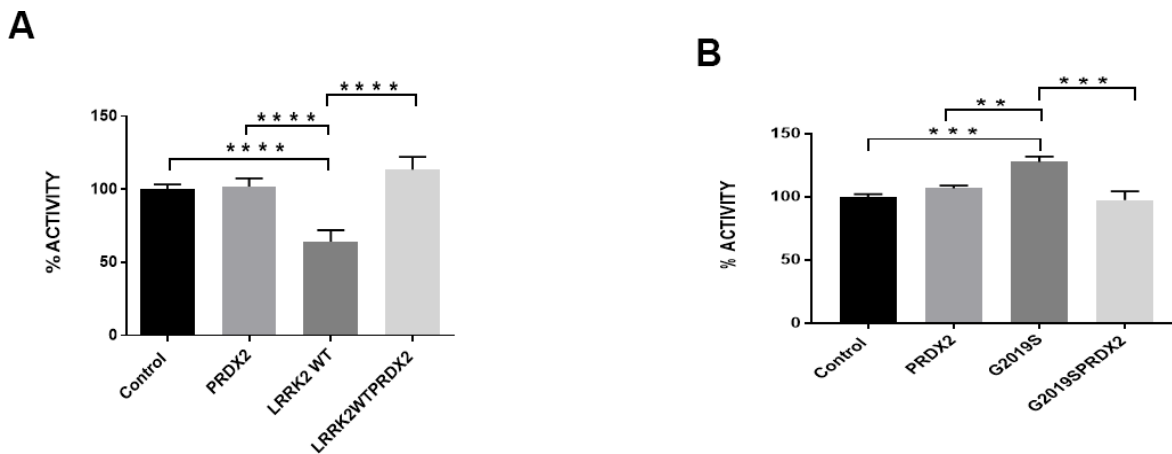 A
* * * *
* * * *
* * * *
150
100
50
0
% ACTIVITY
Control
PRDX2
LRRK2 WT
LRRK2WTPRDX2
B
* * *
* *
* * *
150
100
50
0
% ACTIVITY
Control
PRDX2
G2019S
G2019SPRDX2